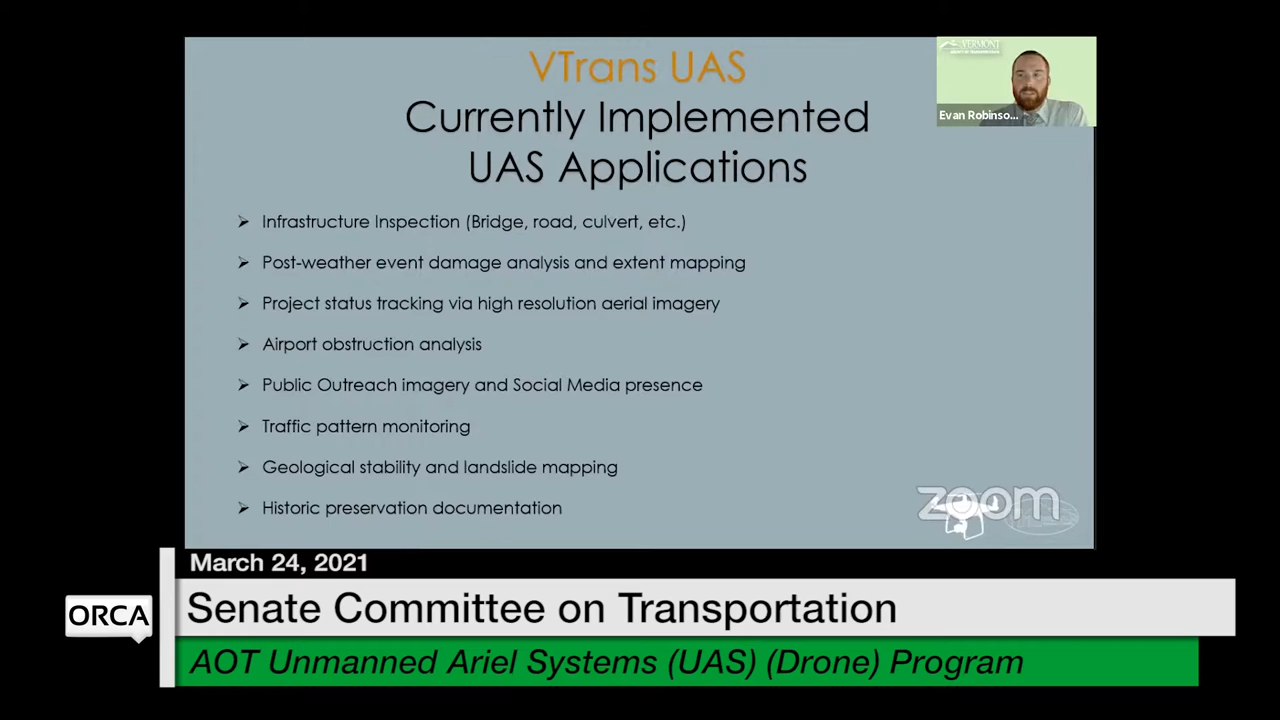 VTrans UAS
Currently Implemented
UAS Applications
VERMONT
Evan Robinso...
Infrastructure Inspection (Bridge, road, culvert, etc.)
Post-weather event damage analysis and extent mapping
Project status tracking via high resolution aerial imagery
Airport obstruction analysis
Public Outreach imagery and Social Media presence
Traffic pattern monitoring
Geological stability and landslide mapping
Historic preservation documentation
zoom
March 24, 2021
ORCA
Senate Committee on Transportation
AOT Unmanned Ariel Systems (UAS) (Drone) Program